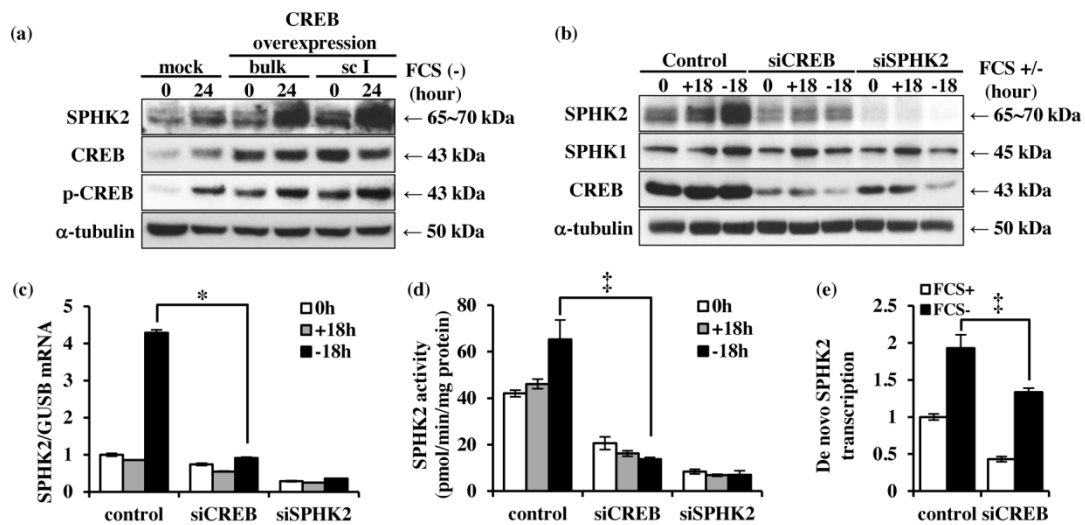 (a)
CREB
overexpression
mock bulk sc I FCS (-)
0 24 0 24 0 24 (hour)
SPHK2 ← 65~70 kDa
CREB ← 43 kDa
p-CREB ← 43 kDa
α-tubulin ← 50 kDa
(b)
Control siCREB siSPHK2 FCS +/-
0 +18 -18 0 +18 -18 0 +18 -18 (hour)
SPHK2 ← 65~70 kDa
SPHK1 ← 45 kDa
CREB ← 43 kDa
α-tubulin ← 50 kDa
(c)
SPHK2/GUSB mRNA
5
4
3
2
1
0
*
0h
+18h
-18h
control siCREB siSPHK2
(d)
SPHK2 activity
(pmol/min/mg protein)
80
60
40
20
0
‡
0h
+18h
-18h
control siCREB siSPHK2
(e)
De novo SPHK2
transcription
2.5
2
1.5
1
0.5
0
FCS+
FCS-
‡
control siCREB